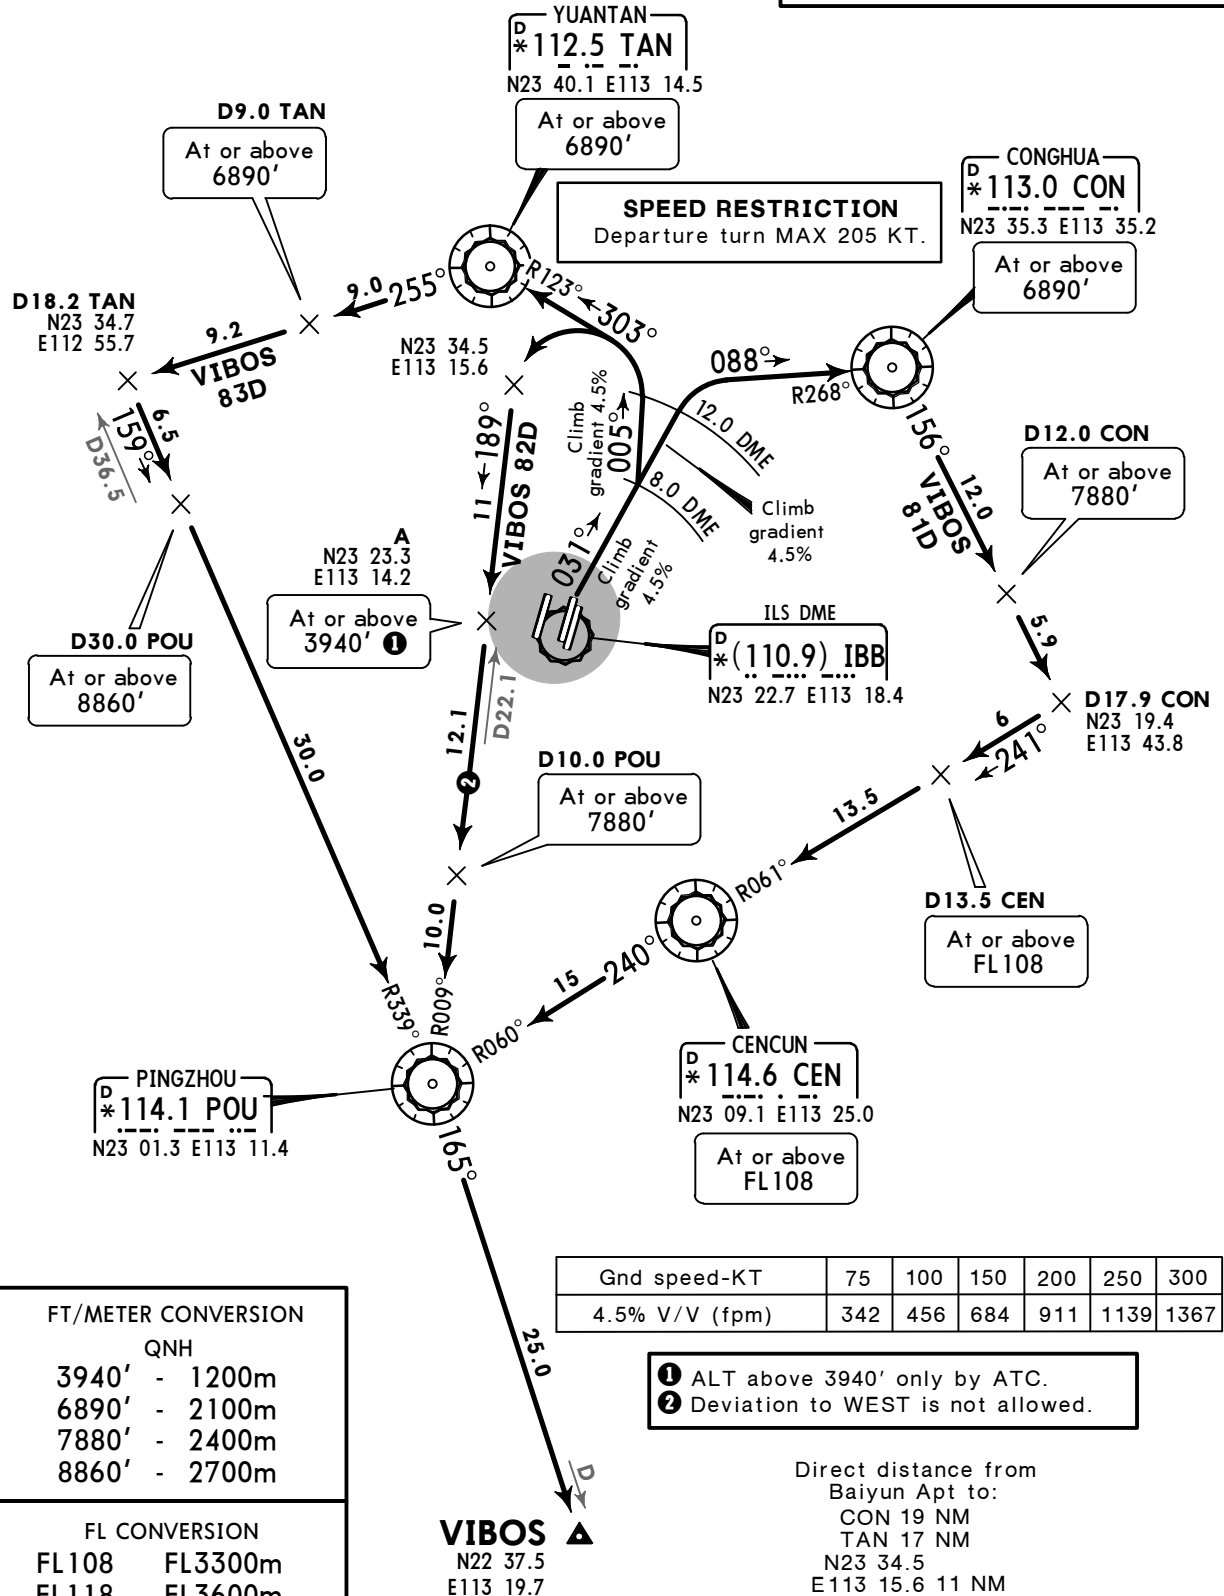 YUANTAN
D
* 112.5 TAN
N23 40.1 E113 14.5
At or above
6890'
D9.0 TAN
At or above
6890'
CONGHUA
D
* 113.0 CON
N23 35.3 E113 35.2
At or above
6890'
SPEED RESTRICTION
Departure turn MAX 205 KT.
D18.2 TAN
N23 34.7
E112 55.7
9.0
255°
R123°
303°
9.2
VIBOS
83D
N23 34.5
E113 15.6
088°
R268°
156°
159°
6.5
D36.5
11
189°
VIBOS 82D
Climb
gradient 4.5%
005°
12.0 DME
8.0 DME
Climb
gradient
4.5%
031°
Climb
gradient
4.5%
D12.0 CON
At or above
7880'
12.0
VIBOS
81D
A
N23 23.3
E113 14.2
At or above
3940' 1
ILS DME
D
* (110.9) IBB
N23 22.7 E113 18.4
5.9
D17.9 CON
N23 19.4
E113 43.8
D30.0 POU
At or above
8860'
30.0
12.1
D22.1
2
6
241°
D10.0 POU
At or above
7880'
13.5
R061°
D13.5 CEN
At or above
FL108
10.0
R339°
R009°
R060°
15
240°
PINGZHOU
D
* 114.1 POU
N23 01.3 E113 11.4
CENCUN
D
* 114.6 CEN
N23 09.1 E113 25.0
At or above
FL108
165°
25.0
D
Gnd speed-KT 75 100 150 200 250 300
4.5% V/V (fpm) 342 456 684 911 1139 1367
1 ALT above 3940' only by ATC.
2 Deviation to WEST is not allowed.
FT/METER CONVERSION
QNH
3940' - 1200m
6890' - 2100m
7880' - 2400m
8860' - 2700m
FL CONVERSION
FL108 FL3300m
FL118 FL3600m
VIBOS
N22 37.5
E113 19.7
Direct distance from
Baiyun Apt to:
CON 19 NM
TAN 17 NM
N23 34.5
E113 15.6 11 NM